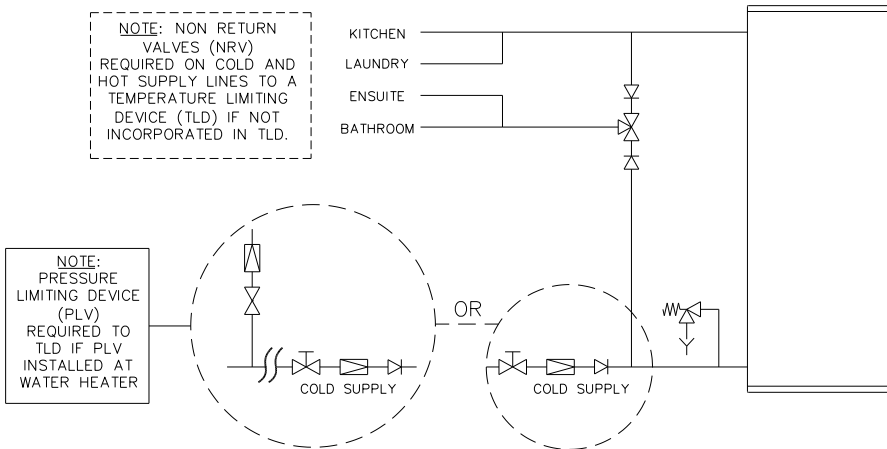 NOTE: NON RETURN
VALVES (NRV)
REQUIRED ON COLD AND
HOT SUPPLY LINES TO A
TEMPERATURE LIMITING
DEVICE (TLD) IF NOT
INCORPORATED IN TLD.
KITCHEN
LAUNDRY
ENSUITE
BATHROOM
NOTE:
PRESSURE
LIMITING DEVICE
(PLV)
REQUIRED TO
TLD IF PLV
INSTALLED AT
WATER HEATER
OR
COLD SUPPLY
COLD SUPPLY